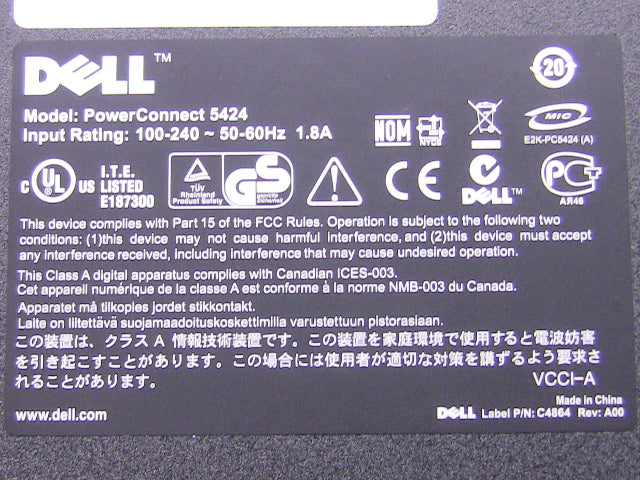 DELL™
20
Model: PowerConnect 5424
Input Rating: 100-240 ~ 50-60Hz 1.8A
NOM
NYCE
MIC
E2K-PC5424 (A)
C UL US
I.T.E.
LISTED
E187300
TÜV
Rheinland
Product Safety
GS
geprüfte
Sicherheit
CE
DELL™
PCT
АЯ46
This device complies with Part 15 of the FCC Rules. Operation is subject to the following two
conditions: (1)this device may not cause harmful interference, and (2)this device must accept
any interference received, including interference that may cause undesired operation.
This Class A digital apparatus complies with Canadian ICES-003.
Cet appareil numérique de la classe A est conforme à la norme NMB-003 du Canada.
Apparatet må tilkoples jordet stikkontakt.
Laite on liitettävä suojamaadoituskoskettimilla varustettuun pistorasiaan.
この装置は、クラス A 情報技術装置です。この装置を家庭環境で使用すると電波妨害
を引き起こすことがあります。この場合には使用者が適切な対策を講ずるよう要求さ
れることがあります。
VCCI-A
Made in China
www.dell.com
DELL Label P/N: C4864 Rev: A00